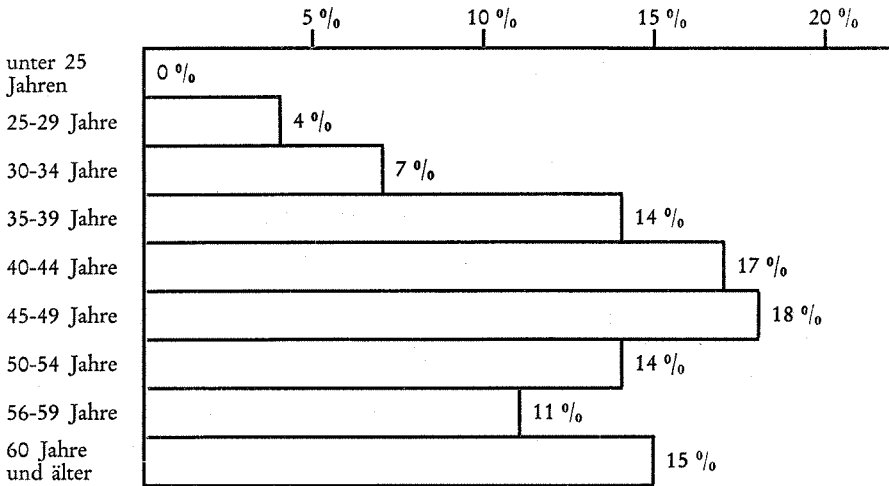 5 % 10 % 15 % 20 %
unter 25
Jahren
0 %
25-29 Jahre 4 %
30-34 Jahre 7 %
35-39 Jahre 14 %
40-44 Jahre 17 %
45-49 Jahre 18 %
50-54 Jahre 14 %
56-59 Jahre 11 %
60 Jahre
und älter
15 %